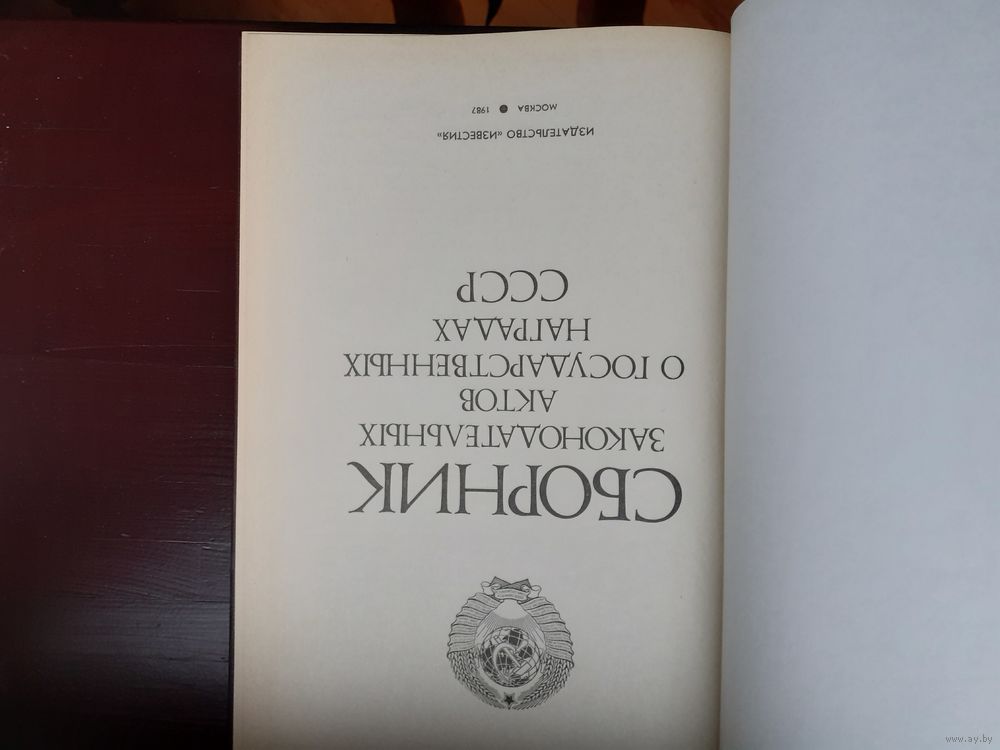 СБОРНИК
ЗАКОНОДАТЕЛЬНЫХ
АКТОВ
О ГОСУДАРСТВЕННЫХ
НАГРАДАХ
СССР
ИЗДАТЕЛЬСТВО «ИЗВЕСТИЯ»
МОСКВА ● 1987
www.ay.by